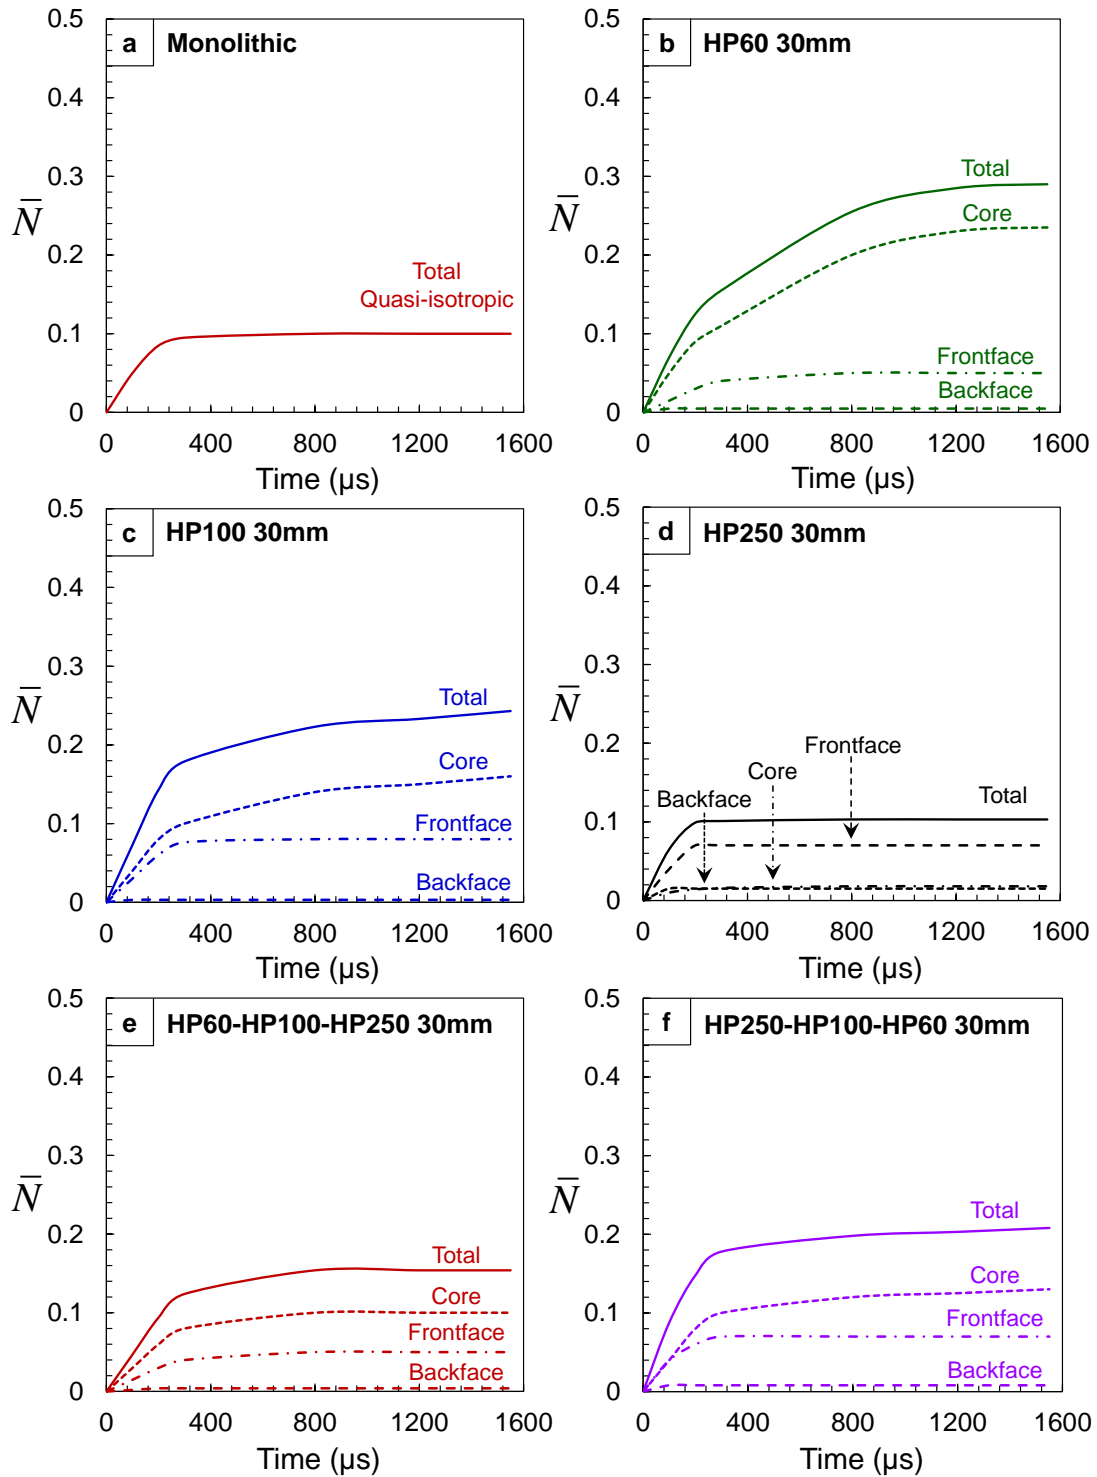 a Monolithic
0.5
0.4
0.3
0.2
0.1
0
N̅
Total
Quasi-isotropic
0 400 800 1200 1600
Time (µs)
b HP60 30mm
0.5
0.4
0.3
0.2
0.1
0
N̅
Total
Core
Frontface
Backface
0 400 800 1200 1600
Time (µs)
c HP100 30mm
0.5
0.4
0.3
0.2
0.1
0
N̅
Total
Core
Frontface
Backface
0 400 800 1200 1600
Time (µs)
d HP250 30mm
0.5
0.4
0.3
0.2
0.1
0
N̅
Frontface
Core
Backface
Total
0 400 800 1200 1600
Time (µs)
e HP60-HP100-HP250 30mm
0.5
0.4
0.3
0.2
0.1
0
N̅
Total
Core
Frontface
Backface
0 400 800 1200 1600
Time (µs)
f HP250-HP100-HP60 30mm
0.5
0.4
0.3
0.2
0.1
0
N̅
Total
Core
Frontface
Backface
0 400 800 1200 1600
Time (µs)